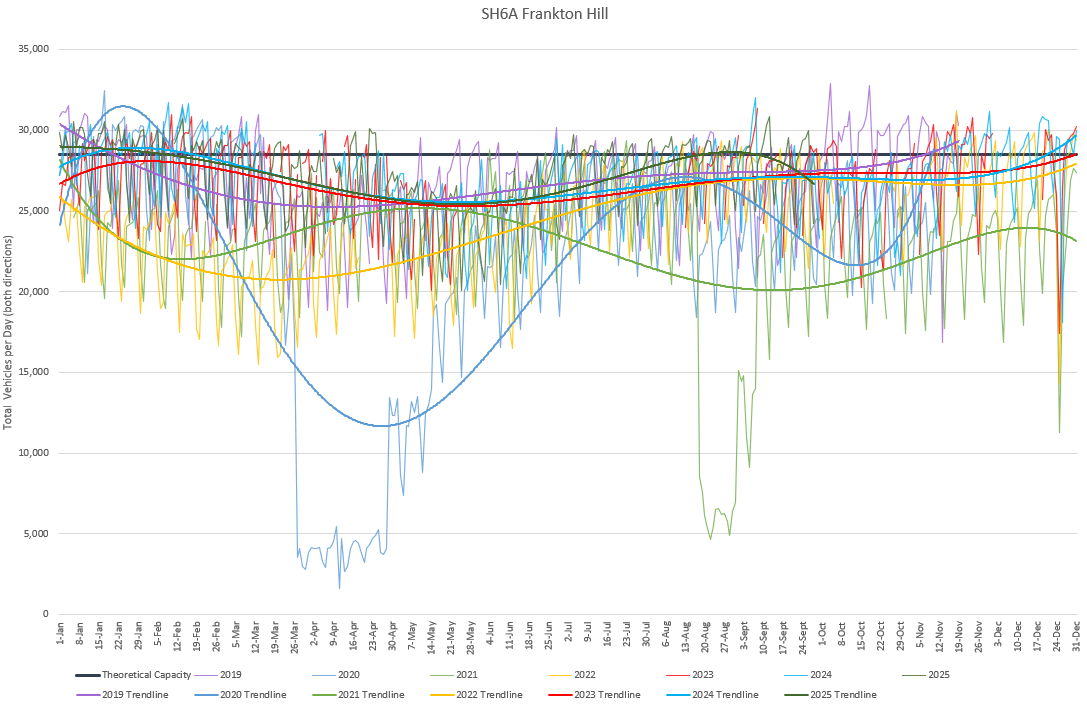 SH6A Frankton Hill
35,000
30,000
25,000
20,000
15,000
10,000
5,000
0
Total Vehicles per Day (both directions)
1-Jan 8-Jan 15-Jan 22-Jan 29-Jan 5-Feb 12-Feb 19-Feb 26-Feb 5-Mar 12-Mar 19-Mar 26-Mar 2-Apr 9-Apr 16-Apr 23-Apr 30-Apr 7-May 14-May 21-May 28-May 4-Jun 11-Jun 18-Jun 25-Jun 2-Jul 9-Jul 16-Jul 23-Jul 30-Jul 6-Aug 13-Aug 20-Aug 27-Aug 3-Sept 10-Sept 17-Sept 24-Sept 1-Oct 8-Oct 15-Oct 22-Oct 29-Oct 5-Nov 12-Nov 19-Nov 26-Nov 3-Dec 10-Dec 17-Dec 24-Dec 31-Dec
Theoretical Capacity 2019 2020 2021 2022 2023 2024 2025
2019 Trendline 2020 Trendline 2021 Trendline 2022 Trendline 2023 Trendline 2024 Trendline 2025 Trendline